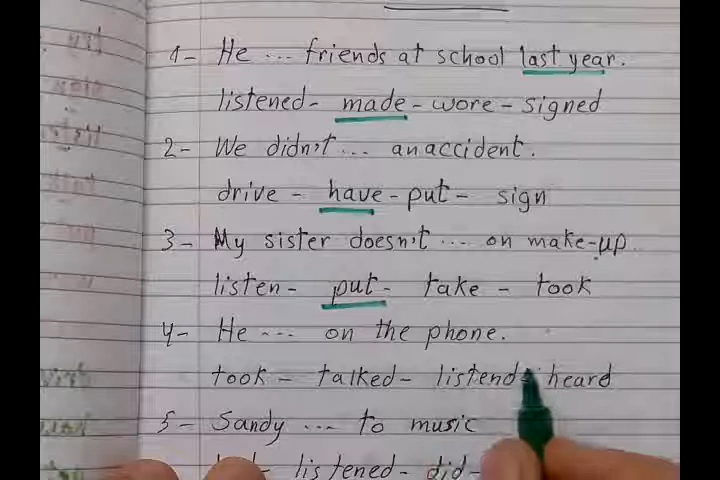 1- He ... friends at school last year.
listened - made - wore - signed
2- We didn't ... an accident.
drive - have - put - sign
3- My sister doesn't ... on make-up.
listen - put - take - took
4- He ... on the phone.
took - talked - listend - heard
5- Sandy ... to music
listened - did -